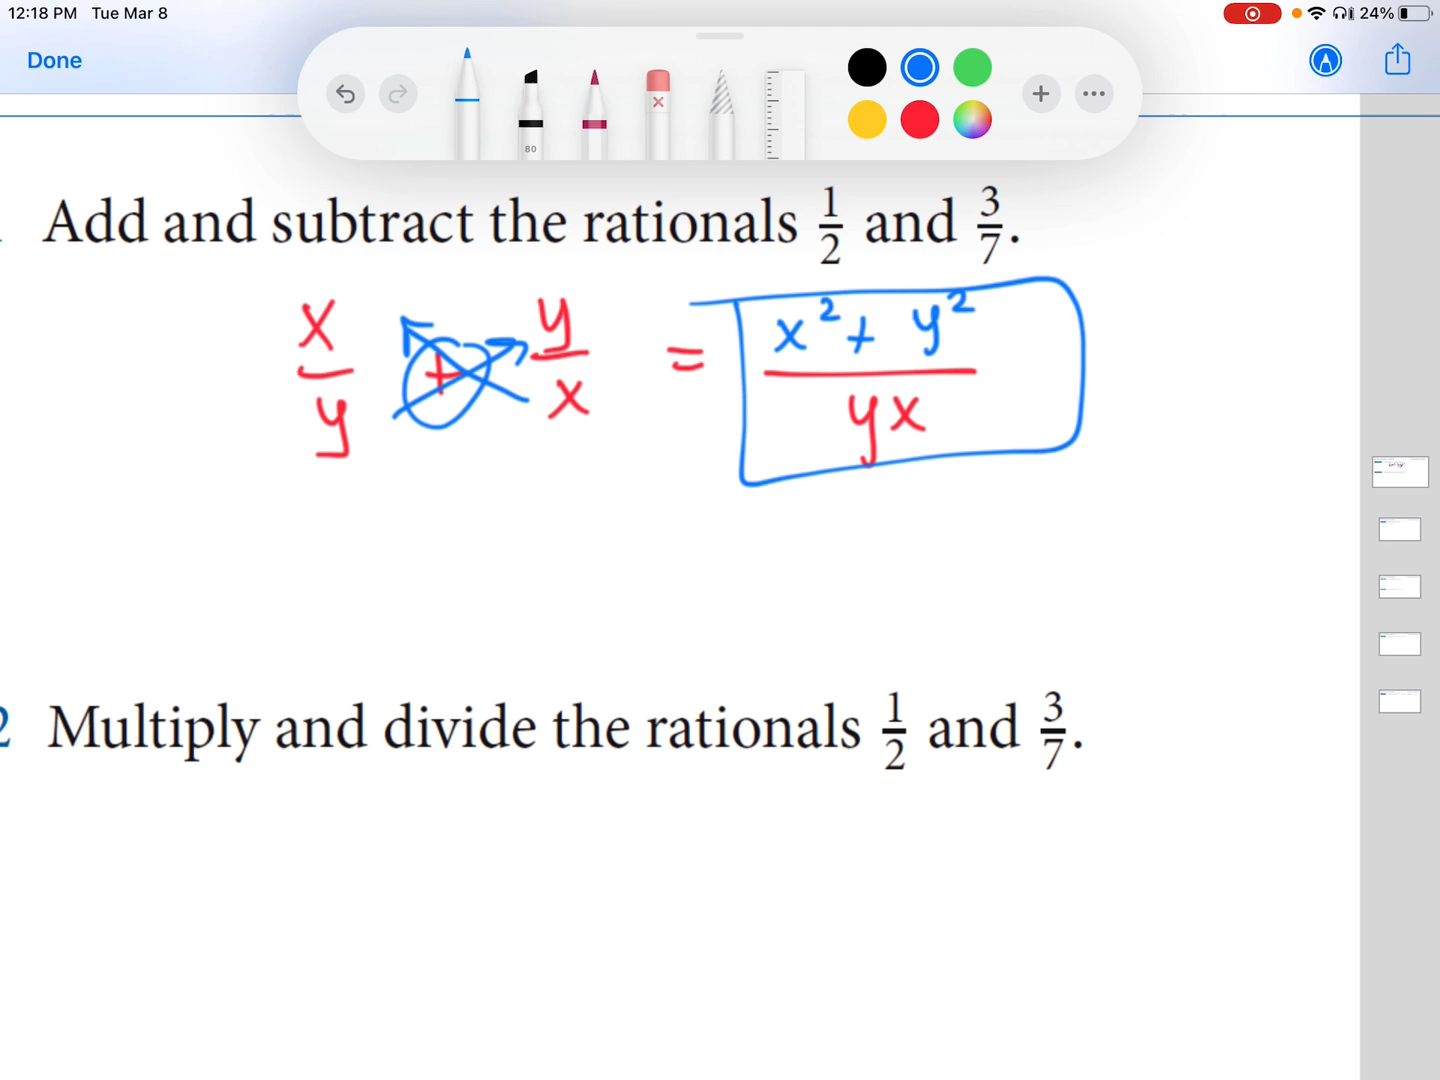 12:18 PM Tue Mar 8 24%
Done
80
Add and subtract the rationals 1/2 and 3/7.
x/y + y/x = (x² + y²)/(yx)
2 Multiply and divide the rationals 1/2 and 3/7.